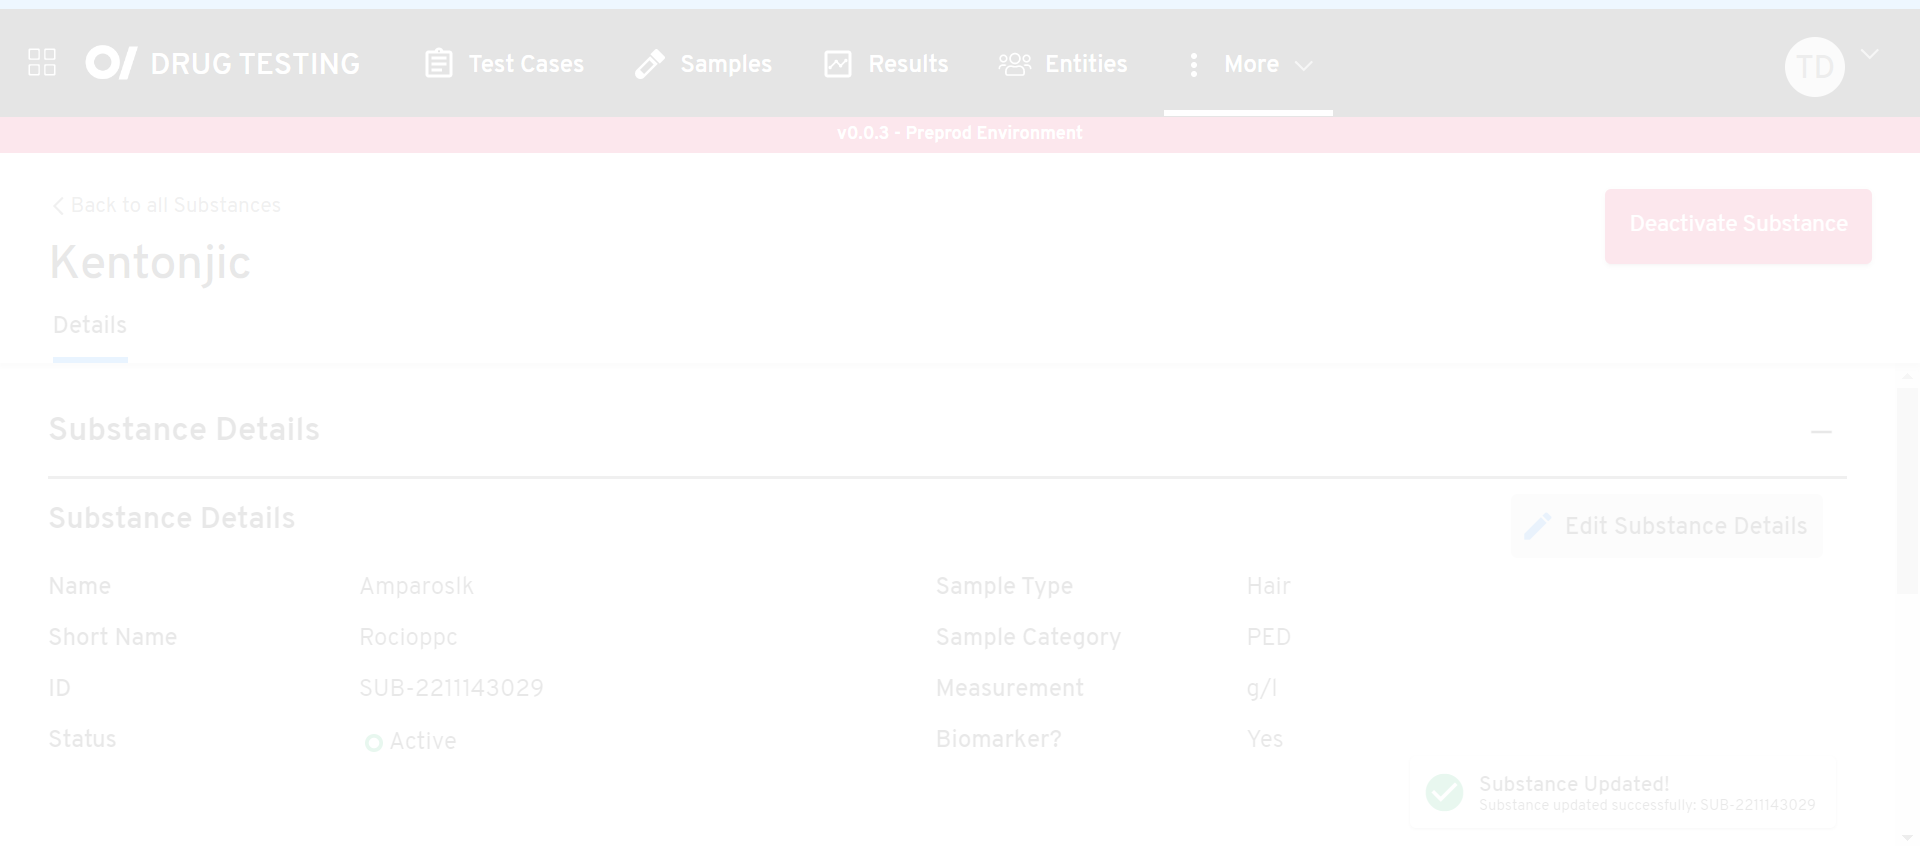 DRUG TESTING
Test Cases
Samples
Results
Entities
More
TD
v0.0.3 - Preprod Environment
Back to all Substances
Deactivate Substance
Kentonjic
Details
Substance Details
Substance Details
Edit Substance Details
Name Amparoslk Sample Type Hair
Short Name Rocioppc Sample Category PED
ID SUB-2211143029 Measurement g/l
Status Active Biomarker? Yes
Substance Updated!
Substance updated successfully: SUB-2211143029